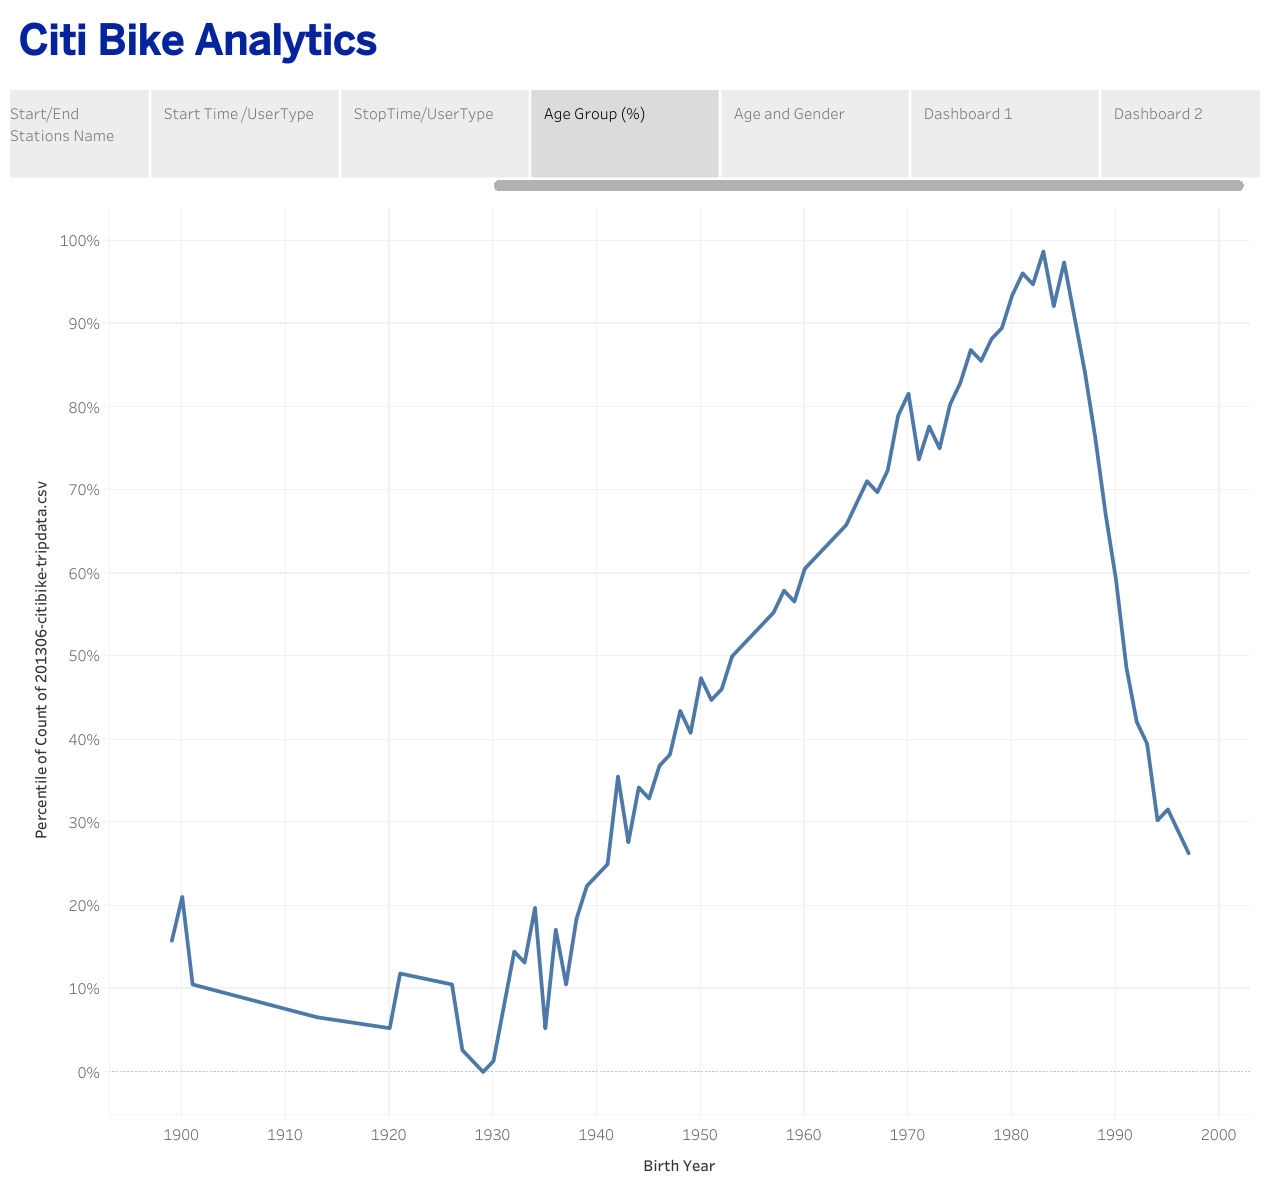 Citi Bike Analytics
Start/End
Stations Name
Start Time /UserType
StopTime/UserType
Age Group (%)
Age and Gender
Dashboard 1
Dashboard 2
100%
90%
80%
70%
60%
50%
40%
30%
20%
10%
0%
Percentile of Count of 201306-citibike-tripdata.csv
1900
1910
1920
1930
1940
1950
1960
1970
1980
1990
2000
Birth Year